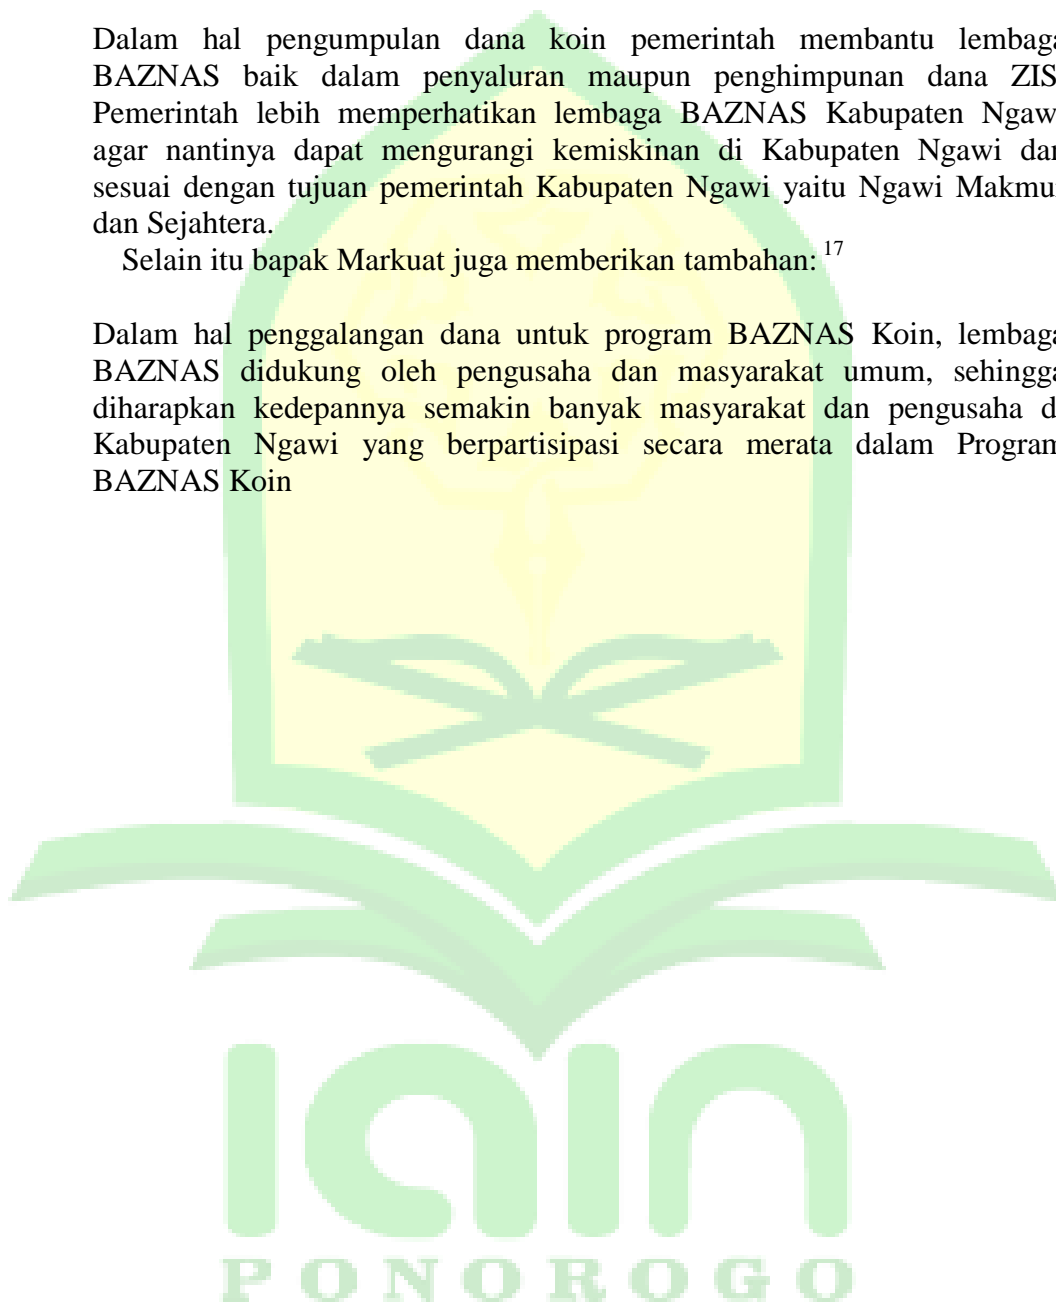 Dalam hal pengumpulan dana koin pemerintah membantu lembaga
BAZNAS baik dalam penyaluran maupun penghimpunan dana ZIS
Pemerintah lebih memperhatikan lembaga BAZNAS Kabupaten Ngaw
agar nantinya dapat mengurangi kemiskinan di Kabupaten Ngawi dan
sesuai dengan tujuan pemerintah Kabupaten Ngawi yaitu Ngawi Makmur
dan Sejahtera.
Selain itu bapak Markuat juga memberikan tambahan: 17
Dalam hal penggalangan dana untuk program BAZNAS Koin, lembaga
BAZNAS didukung oleh pengusaha dan masyarakat umum, sehingga
diharapkan kedepannya semakin banyak masyarakat dan pengusaha d
Kabupaten Ngawi yang berpartisipasi secara merata dalam Program
BAZNAS Koin
iain
PONOROGO